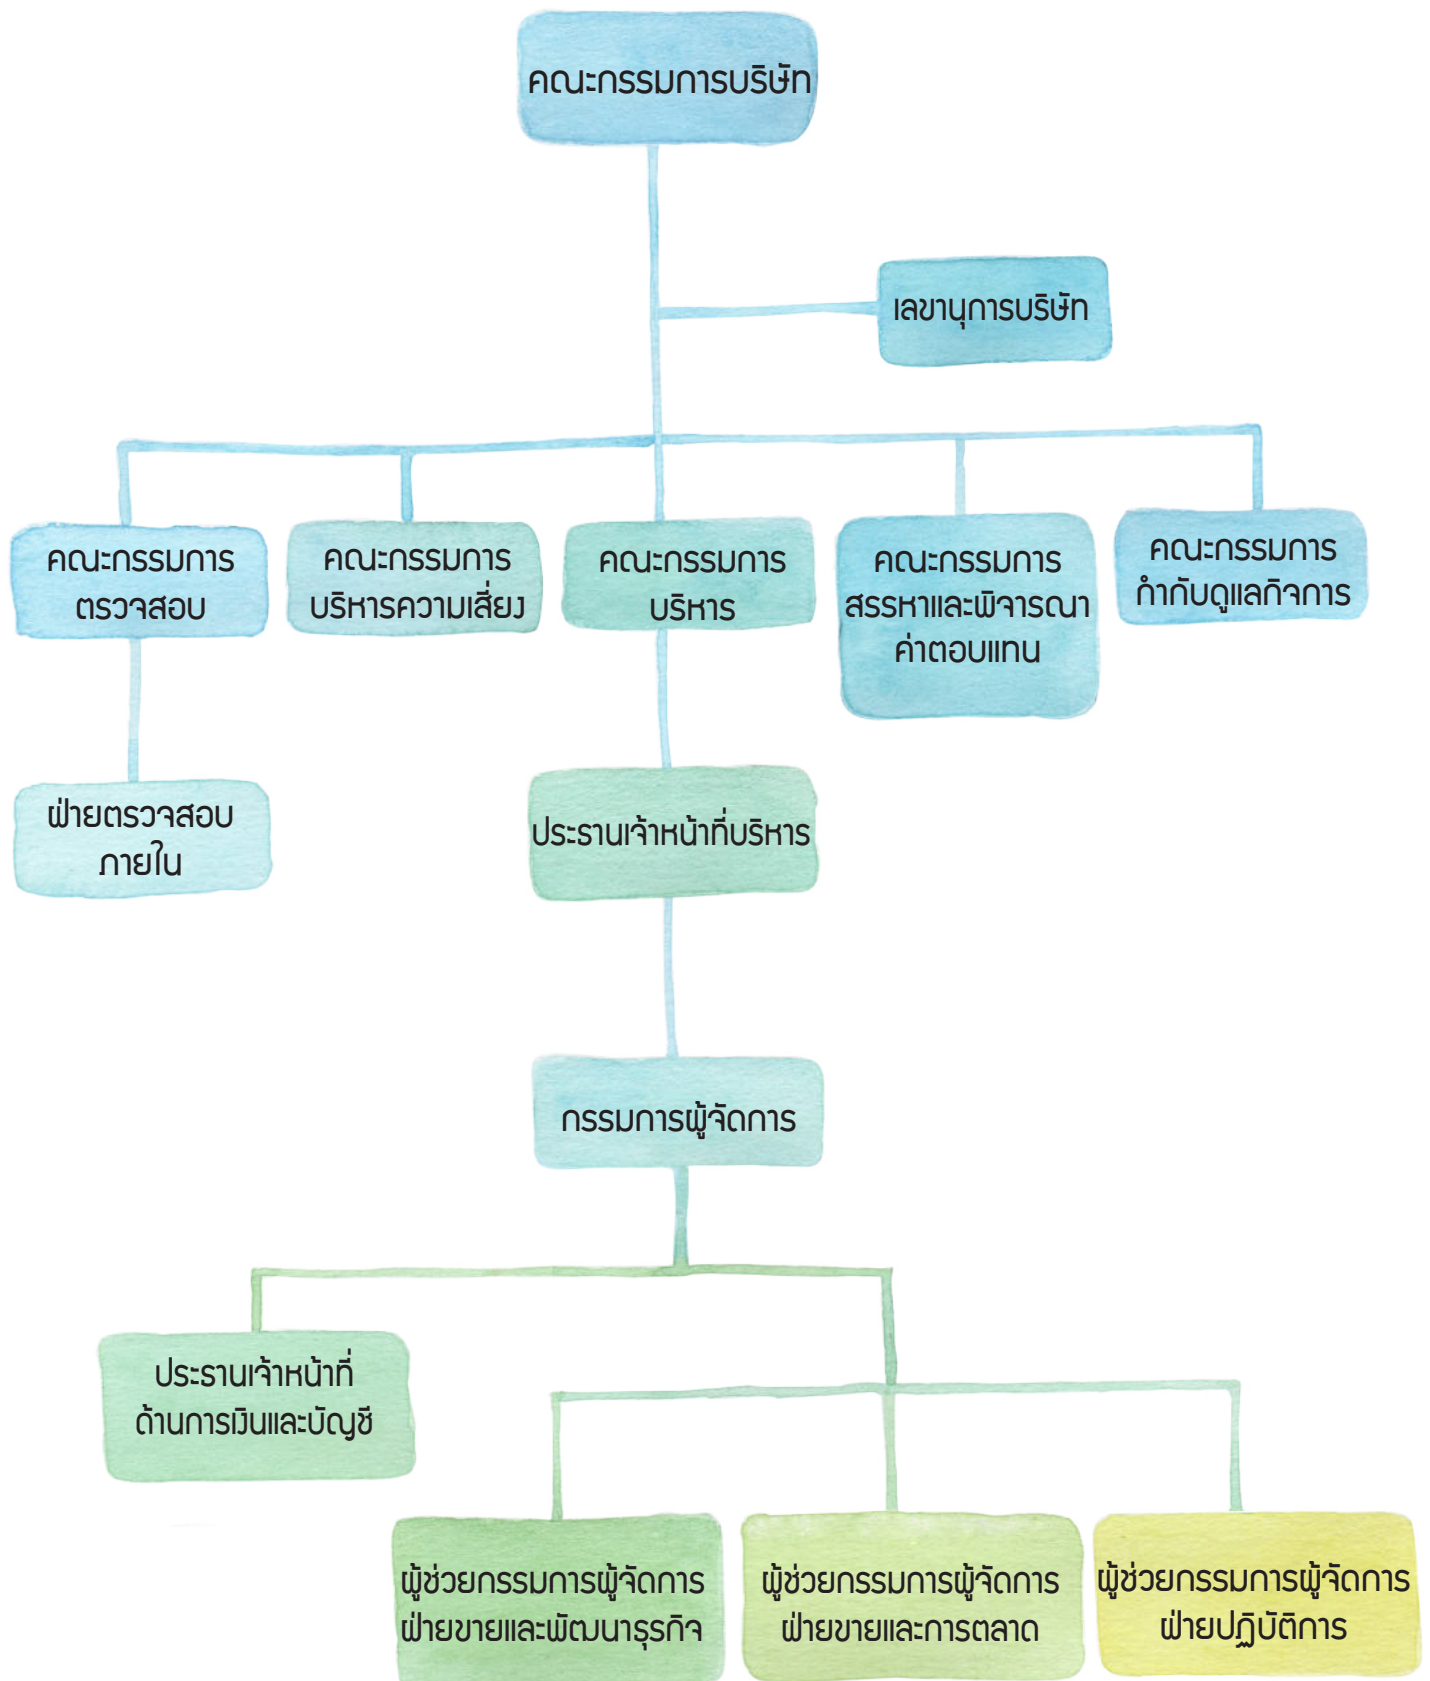 คณะกรรมการบริษัท
เลขานุการบริษัท
คณะกรรมการ
ตรวจสอบ
คณะกรรมการ
บริหารความเสี่ยง
คณะกรรมการ
บริหาร
คณะกรรมการ
สรรหาและพิจารณา
ค่าตอบแทน
คณะกรรมการ
กำกับดูแลกิจการ
ฝ่ายตรวจสอบ
ภายใน
ประธานเจ้าหน้าที่บริหาร
กรรมการผู้จัดการ
ประธานเจ้าหน้าที่
ด้านการเงินและบัญชี
ผู้ช่วยกรรมการผู้จัดการ
ฝ่ายขายและพัฒนาธุรกิจ
ผู้ช่วยกรรมการผู้จัดการ
ฝ่ายขายและการตลาด
ผู้ช่วยกรรมการผู้จัดการ
ฝ่ายปฏิบัติการ